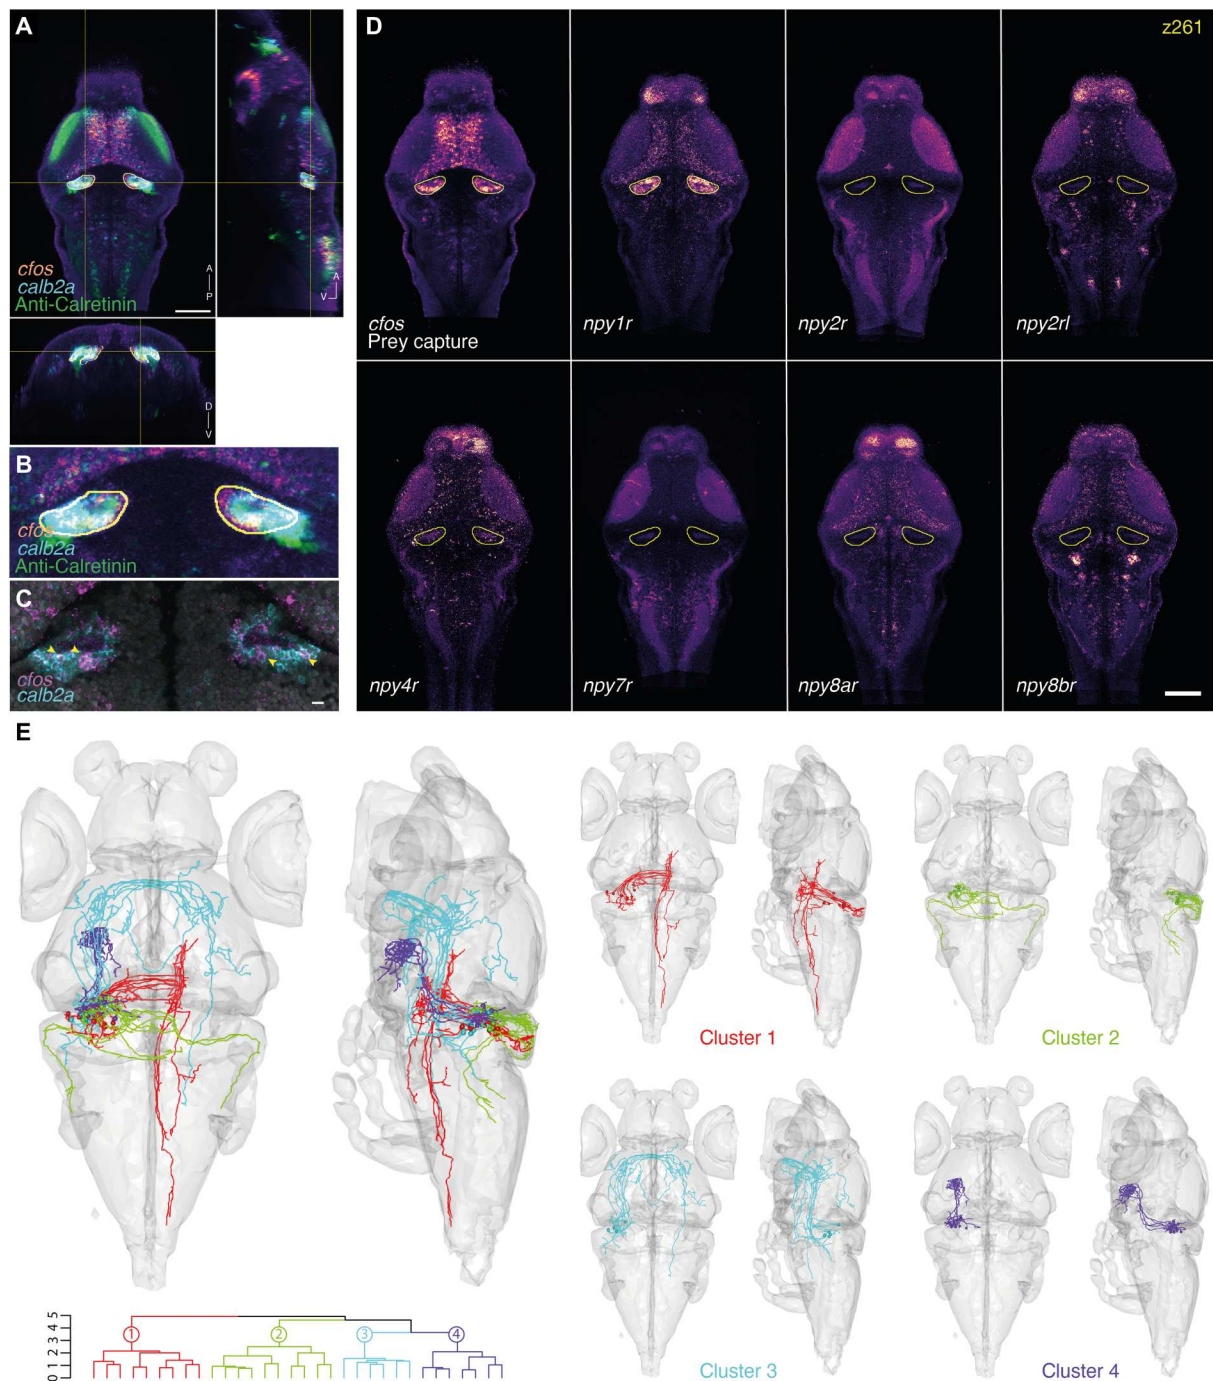 A
cfos
calb2a
Anti-Calretinin
A
P
A
V
D
V
B
cfos
calb2a
Anti-Calretinin
C
cfos
calb2a
D
z261
cfos
Prey capture
npy1r
npy2r
npy2rl
npy4r
npy7r
npy8ar
npy8br
E
Cluster 1
Cluster 2
Cluster 3
Cluster 4
5
4
3
2
1
0
1
2
3
4